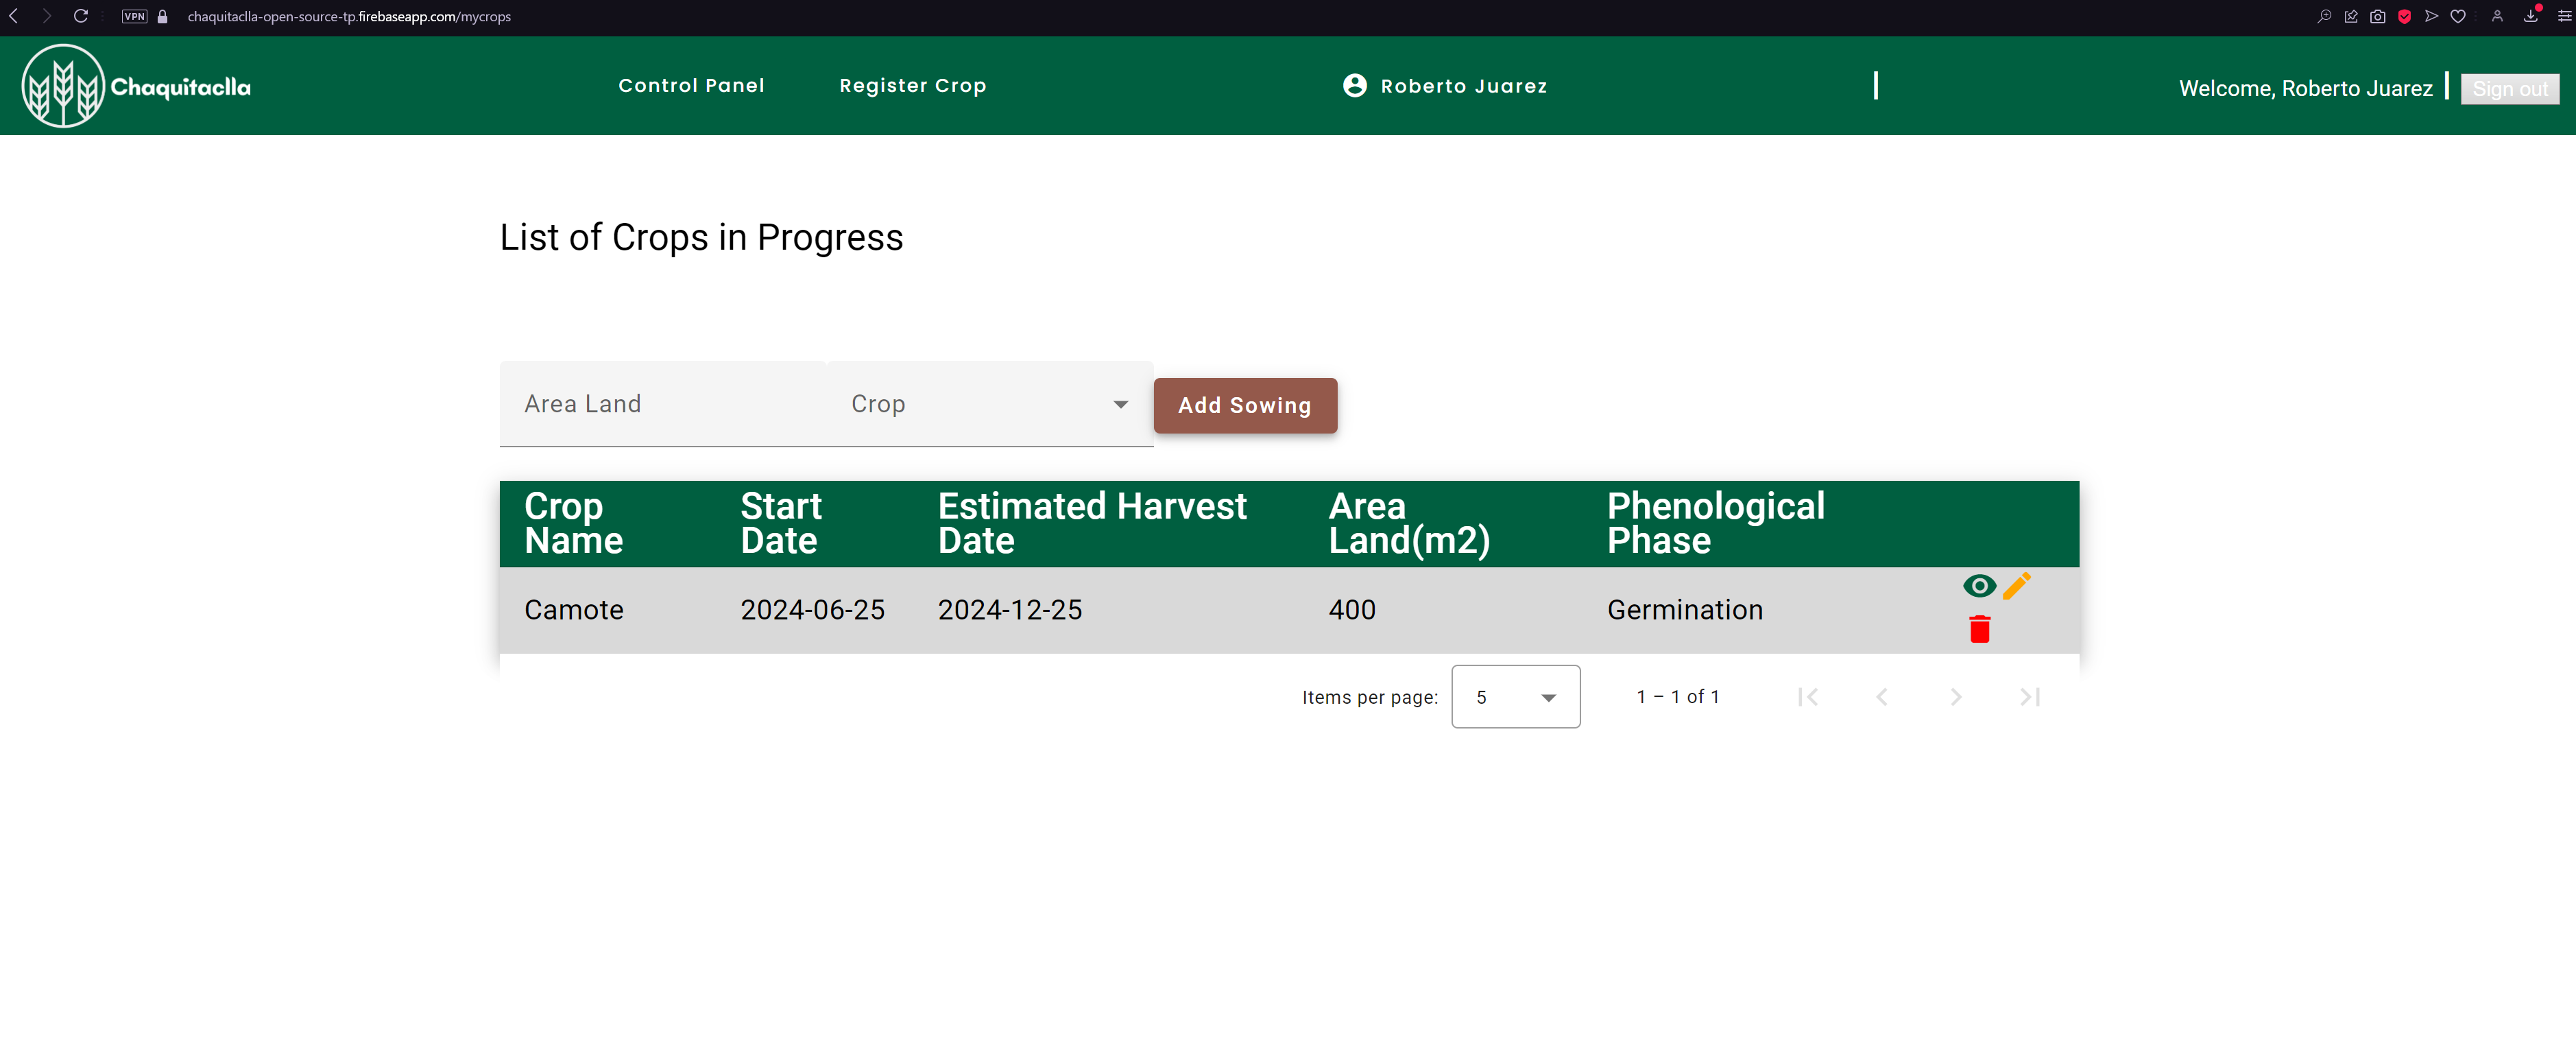 VPN chaquitaclla-open-source-tp.firebaseapp.com/mycrops
Chaquitaclla
Control Panel
Register Crop
Roberto Juarez
Welcome, Roberto Juarez
Sign out
List of Crops in Progress
Area Land
Crop
Add Sowing
Crop Name
Start Date
Estimated Harvest Date
Area Land(m2)
Phenological Phase
Camote
2024-06-25
2024-12-25
400
Germination
Items per page:
5
1 – 1 of 1